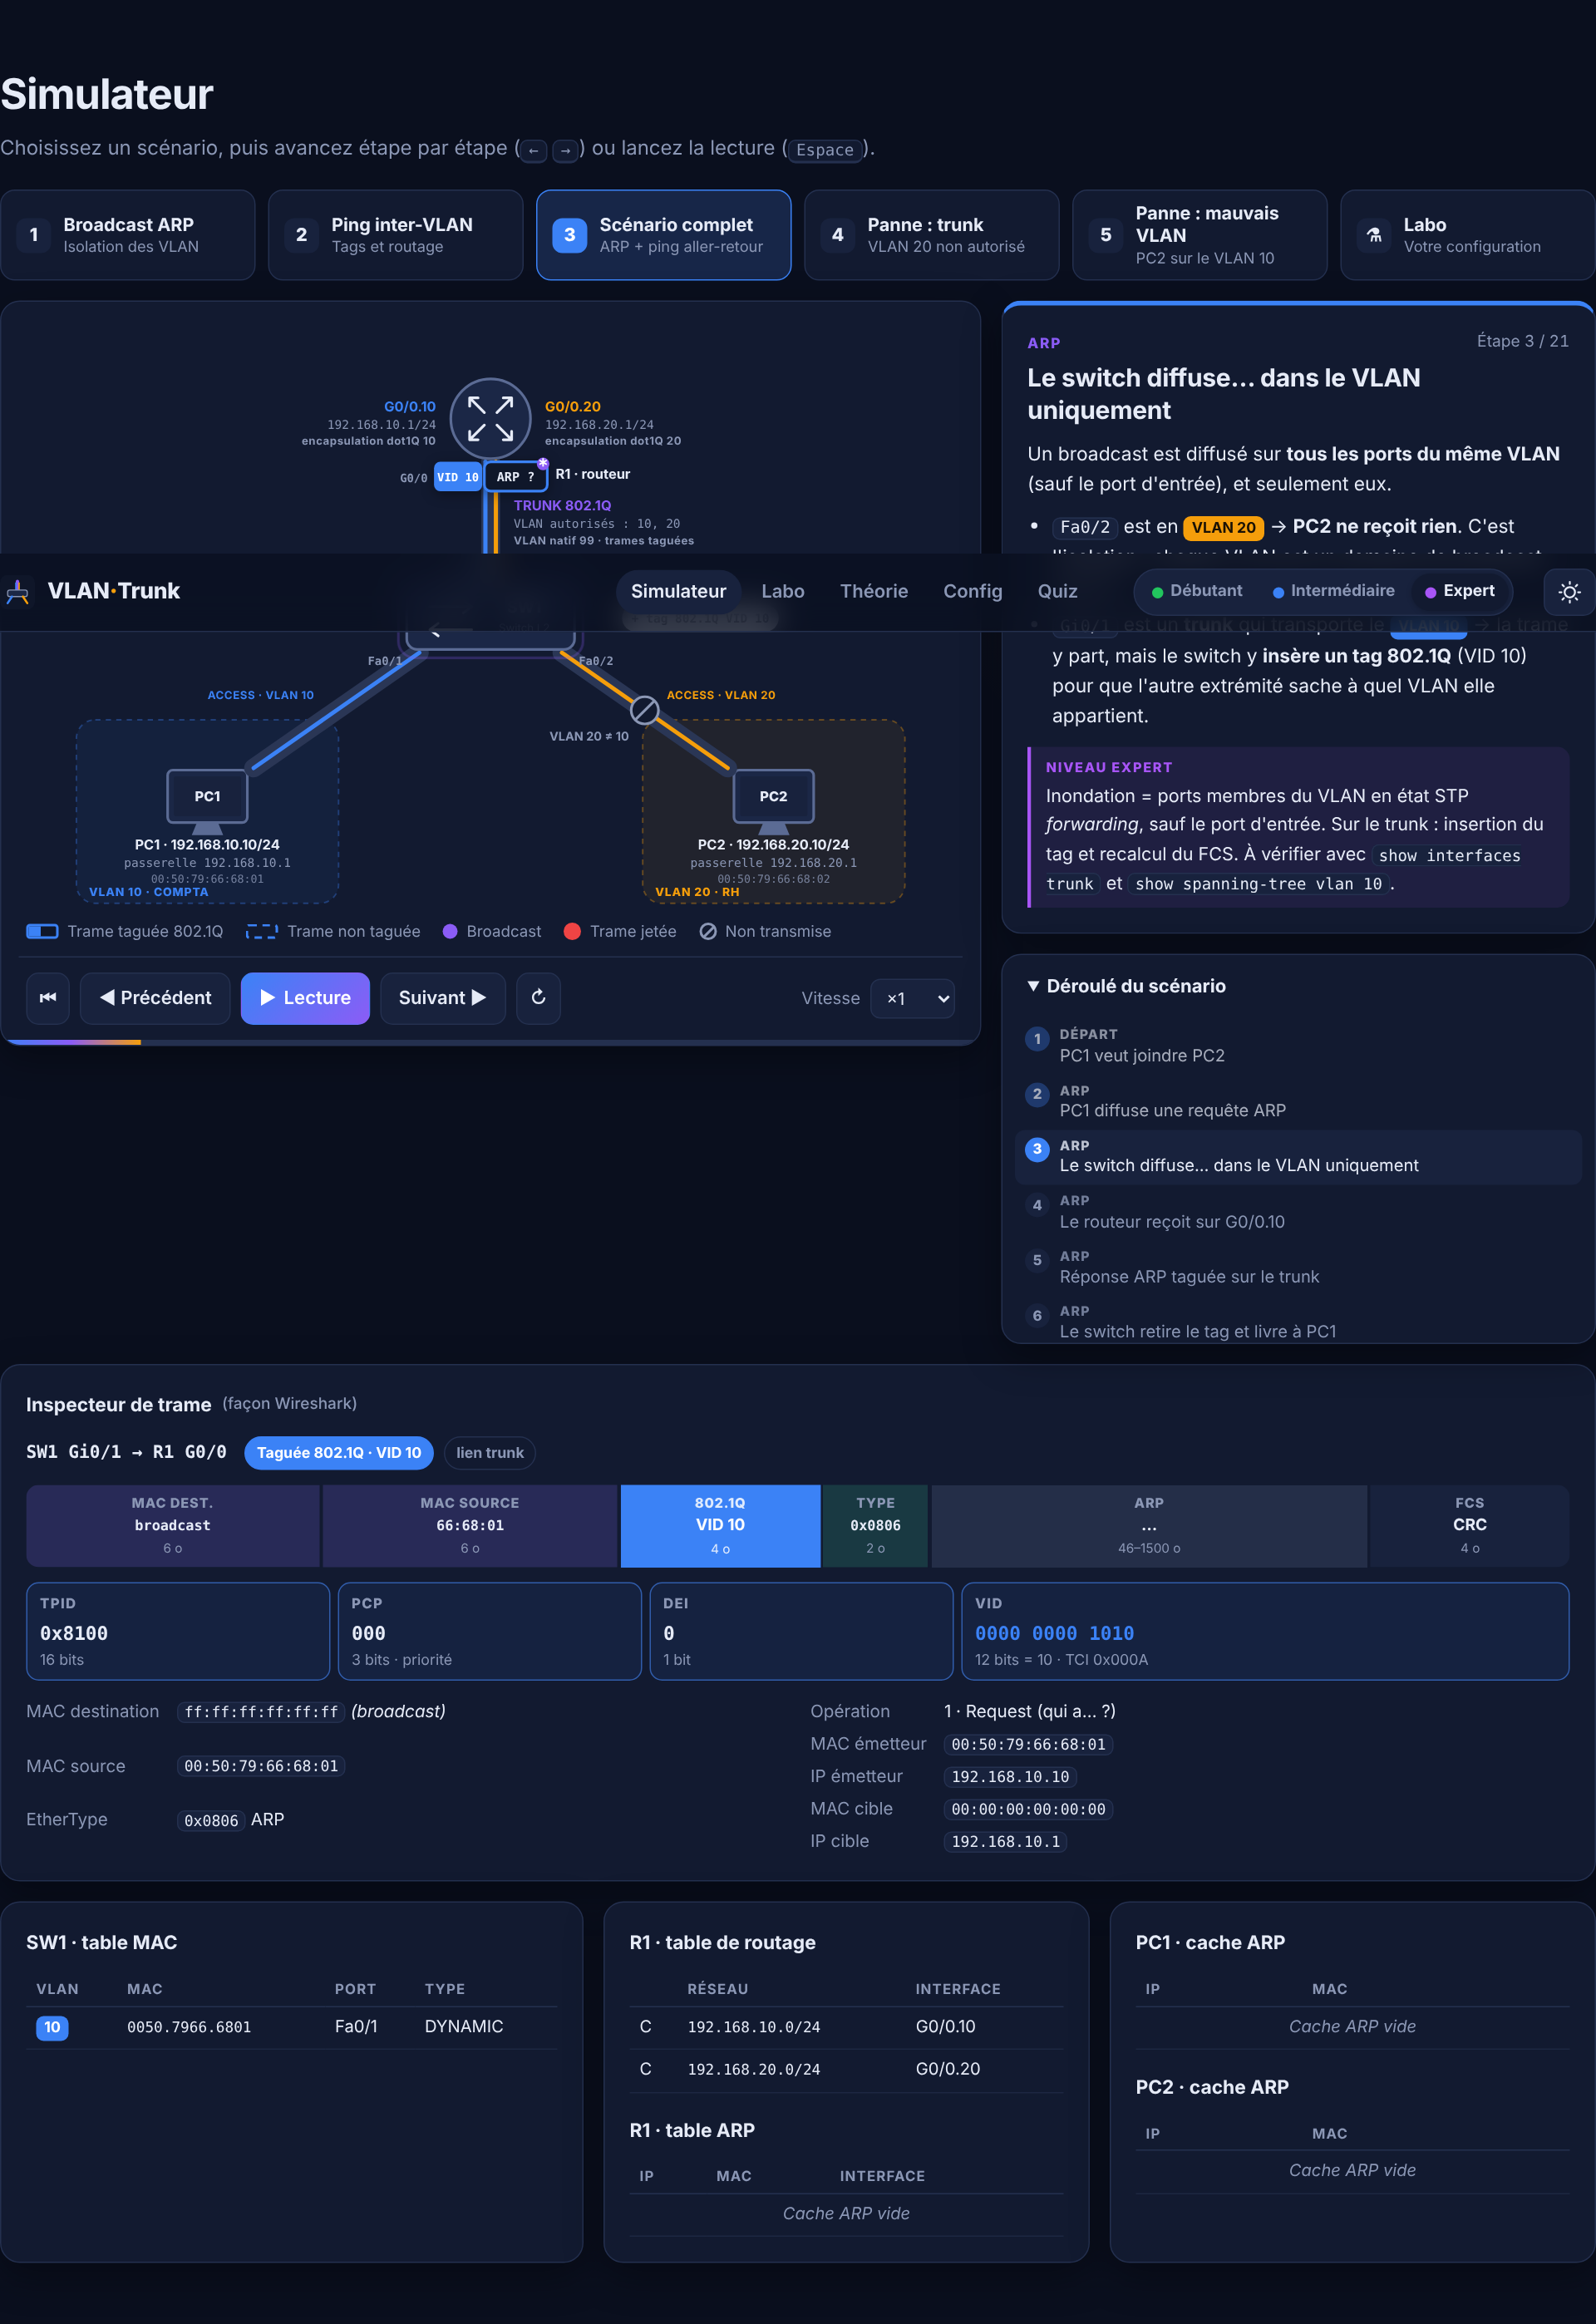 Simulateur
Choisissez un scénario, puis avancez étape par étape (← →) ou lancez la lecture (Espace).
1
Broadcast ARP
Isolation des VLAN
2
Ping inter-VLAN
Tags et routage
3
Scénario complet
ARP + ping aller-retour
4
Panne : trunk
VLAN 20 non autorisé
5
Panne : mauvais
VLAN
PC2 sur le VLAN 10
Labo
Votre configuration
G0/0.10
192.168.10.1/24
encapsulation dot1Q 10
G0/0.20
192.168.20.1/24
encapsulation dot1Q 20
G0/0
VID 10
ARP ?
R1 · routeur
TRUNK 802.1Q
VLAN autorisés : 10, 20
VLAN natif 99 · trames taguées
ARP
Étape 3 / 21
Le switch diffuse… dans le VLAN
uniquement
Un broadcast est diffusé sur tous les ports du même VLAN
(sauf le port d'entrée), et seulement eux.
• Fa0/2 est en VLAN 20 → PC2 ne reçoit rien. C'est
VLAN·Trunk
Simulateur
Labo
Théorie
Config
Quiz
Débutant
Intermédiaire
Expert
• Gi0/1 est un trunk qui transporte le VLAN 10 → la trame
y part, mais le switch y insère un tag 802.1Q (VID 10)
pour que l'autre extrémité sache à quel VLAN elle
appartient.
+ tag 802.1Q VID 10
Fa0/1
Fa0/2
ACCESS · VLAN 10
ACCESS · VLAN 20
VLAN 20 ≠ 10
PC1
PC1 · 192.168.10.10/24
passerelle 192.168.10.1
00:50:79:66:68:01
VLAN 10 · COMPTA
PC2
PC2 · 192.168.20.10/24
passerelle 192.168.20.1
00:50:79:66:68:02
VLAN 20 · RH
Trame taguée 802.1Q
Trame non taguée
Broadcast
Trame jetée
Non transmise
⏮
◀ Précédent
▶ Lecture
Suivant ▶
↻
Vitesse
×1
NIVEAU EXPERT
Inondation = ports membres du VLAN en état STP
forwarding, sauf le port d'entrée. Sur le trunk : insertion du
tag et recalcul du FCS. À vérifier avec show interfaces
trunk et show spanning-tree vlan 10.
▼ Déroulé du scénario
1
DÉPART
PC1 veut joindre PC2
2
ARP
PC1 diffuse une requête ARP
3
ARP
Le switch diffuse… dans le VLAN uniquement
4
ARP
Le routeur reçoit sur G0/0.10
5
ARP
Réponse ARP taguée sur le trunk
6
ARP
Le switch retire le tag et livre à PC1
Inspecteur de trame (façon Wireshark)
SW1 Gi0/1 → R1 G0/0
Taguée 802.1Q · VID 10
lien trunk
MAC DEST.
broadcast
6 o
MAC SOURCE
66:68:01
6 o
802.1Q
VID 10
4 o
TYPE
0x0806
2 o
ARP
…
46–1500 o
FCS
CRC
4 o
TPID
0x8100
16 bits
PCP
000
3 bits · priorité
DEI
0
1 bit
VID
0000 0000 1010
12 bits = 10 · TCI 0x000A
MAC destination ff:ff:ff:ff:ff:ff (broadcast)
MAC source 00:50:79:66:68:01
EtherType 0x0806 ARP
Opération 1 · Request (qui a… ?)
MAC émetteur 00:50:79:66:68:01
IP émetteur 192.168.10.10
MAC cible 00:00:00:00:00:00
IP cible 192.168.10.1
SW1 · table MAC
VLAN MAC PORT TYPE
10 0050.7966.6801 Fa0/1 DYNAMIC
R1 · table de routage
RÉSEAU INTERFACE
C 192.168.10.0/24 G0/0.10
C 192.168.20.0/24 G0/0.20
R1 · table ARP
IP MAC INTERFACE
Cache ARP vide
PC1 · cache ARP
IP MAC
Cache ARP vide
PC2 · cache ARP
IP MAC
Cache ARP vide